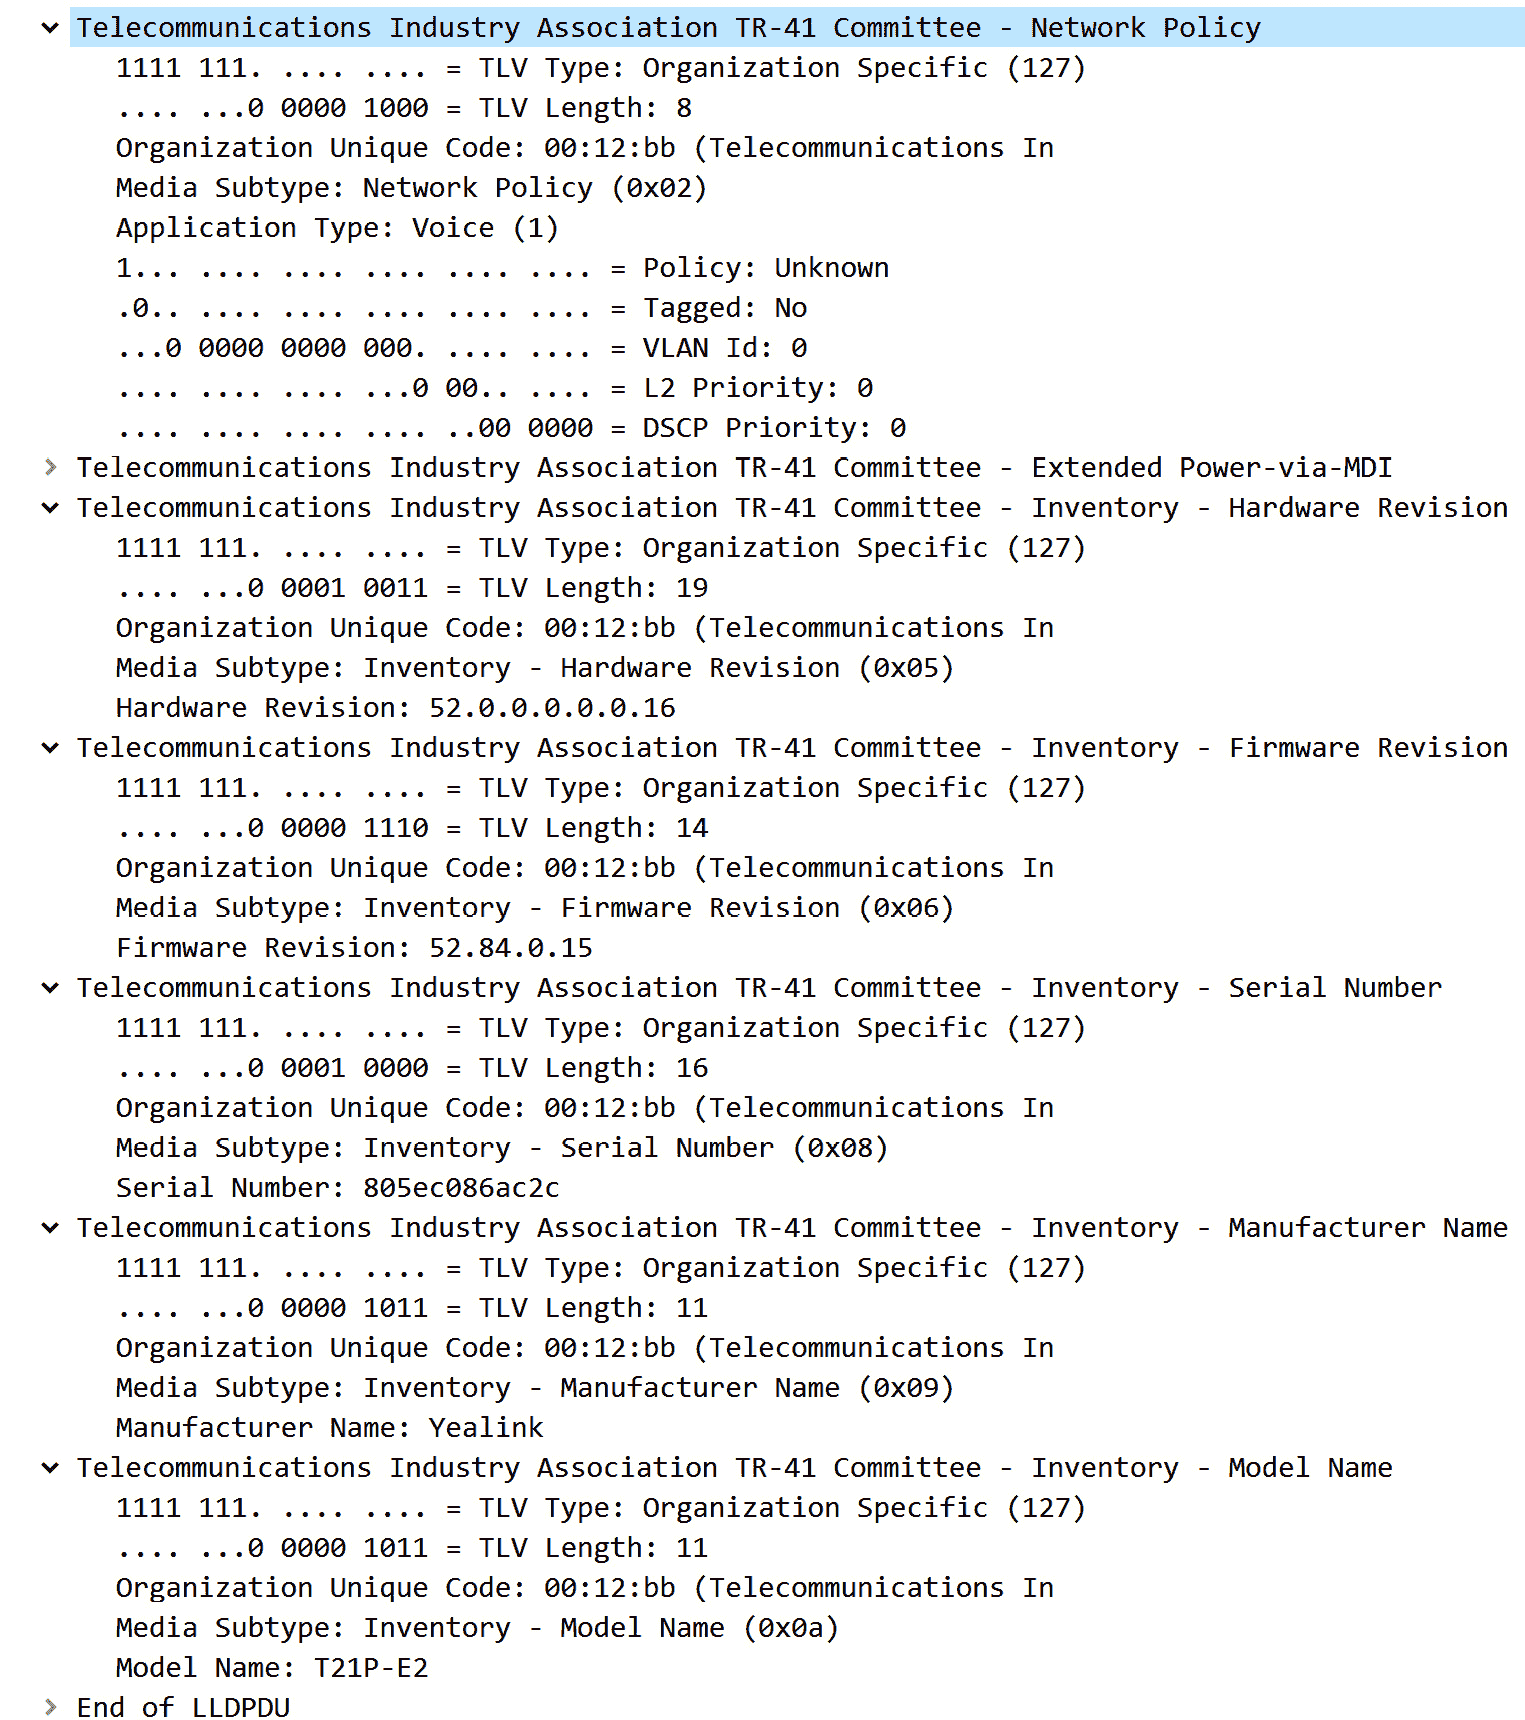 Telecommunications Industry Association TR-41 Committee - Network Policy
1111 111. .... .... = TLV Type: Organization Specific (127)
.... ...0 0000 1000 = TLV Length: 8
Organization Unique Code: 00:12:bb (Telecommunications In
Media Subtype: Network Policy (0x02)
Application Type: Voice (1)
1... .... .... .... .... .... = Policy: Unknown
.0.. .... .... .... .... .... = Tagged: No
...0 0000 0000 000. .... .... = VLAN Id: 0
.... .... .... ...0 00.. .... = L2 Priority: 0
.... .... .... .... ..00 0000 = DSCP Priority: 0
Telecommunications Industry Association TR-41 Committee - Extended Power-via-MDI
Telecommunications Industry Association TR-41 Committee - Inventory - Hardware Revision
1111 111. .... .... = TLV Type: Organization Specific (127)
.... ...0 0001 0011 = TLV Length: 19
Organization Unique Code: 00:12:bb (Telecommunications In
Media Subtype: Inventory - Hardware Revision (0x05)
Hardware Revision: 52.0.0.0.0.0.16
Telecommunications Industry Association TR-41 Committee - Inventory - Firmware Revision
1111 111. .... .... = TLV Type: Organization Specific (127)
.... ...0 0000 1110 = TLV Length: 14
Organization Unique Code: 00:12:bb (Telecommunications In
Media Subtype: Inventory - Firmware Revision (0x06)
Firmware Revision: 52.84.0.15
Telecommunications Industry Association TR-41 Committee - Inventory - Serial Number
1111 111. .... .... = TLV Type: Organization Specific (127)
.... ...0 0001 0000 = TLV Length: 16
Organization Unique Code: 00:12:bb (Telecommunications In
Media Subtype: Inventory - Serial Number (0x08)
Serial Number: 805ec086ac2c
Telecommunications Industry Association TR-41 Committee - Inventory - Manufacturer Name
1111 111. .... .... = TLV Type: Organization Specific (127)
.... ...0 0000 1011 = TLV Length: 11
Organization Unique Code: 00:12:bb (Telecommunications In
Media Subtype: Inventory - Manufacturer Name (0x09)
Manufacturer Name: Yealink
Telecommunications Industry Association TR-41 Committee - Inventory - Model Name
1111 111. .... .... = TLV Type: Organization Specific (127)
.... ...0 0000 1011 = TLV Length: 11
Organization Unique Code: 00:12:bb (Telecommunications In
Media Subtype: Inventory - Model Name (0x0a)
Model Name: T21P-E2
End of LLDPDU